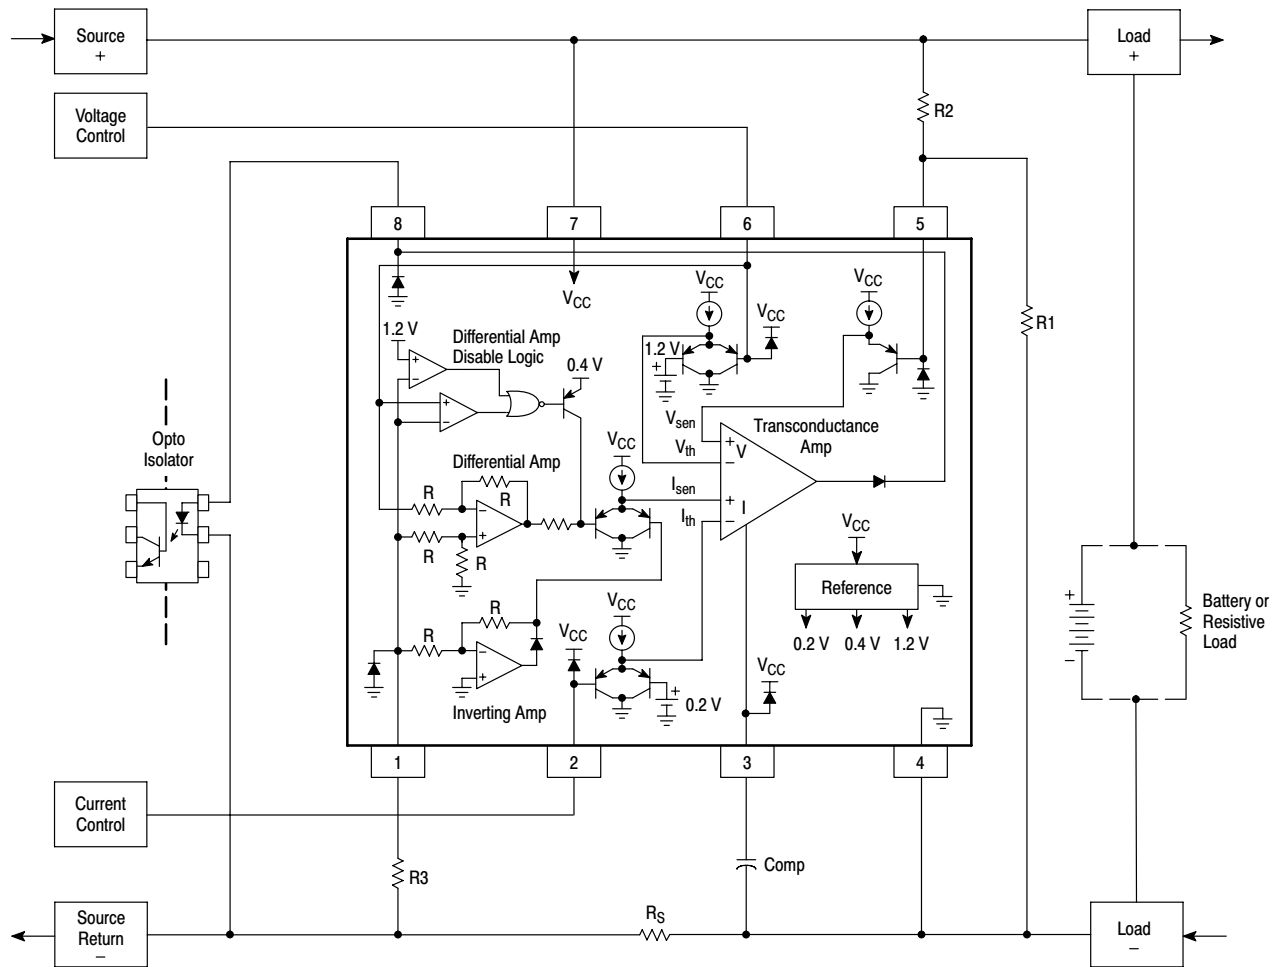 Source
+
Load
+
Voltage
Control
R2
8
7
6
5
VCC
VCC
VCC
VCC
1.2 V
Differential Amp
Disable Logic
0.4 V
1.2 V
+
R1
+
−
+
−
Vsen
Transconductance
Amp
Vth
+
V
−
Opto
Isolator
VCC
Differential Amp
R
Isen
+
I
Ith
−
R
−
+
R
R
VCC
Reference
0.2 V
0.4 V
1.2 V
+
−
Battery or
Resistive
Load
VCC
R
VCC
R
−
+
VCC
+
0.2 V
Inverting Amp
1
2
3
4
Current
Control
R3
Comp
Source
Return
−
RS
Load
−